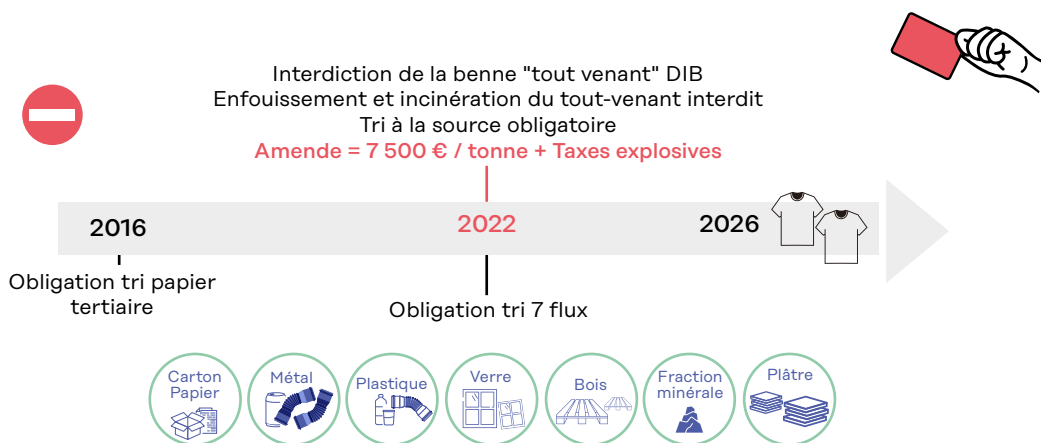 Interdiction de la benne "tout venant" DIB
Enfouissement et incinération du tout-venant interdit
Tri à la source obligatoire
Amende = 7 500 € / tonne + Taxes explosives
2016
2022
2026
Obligation tri papier
tertiaire
Obligation tri 7 flux
Carton
Papier
Métal
Plastique
Verre
Bois
Fraction
minérale
Plâtre